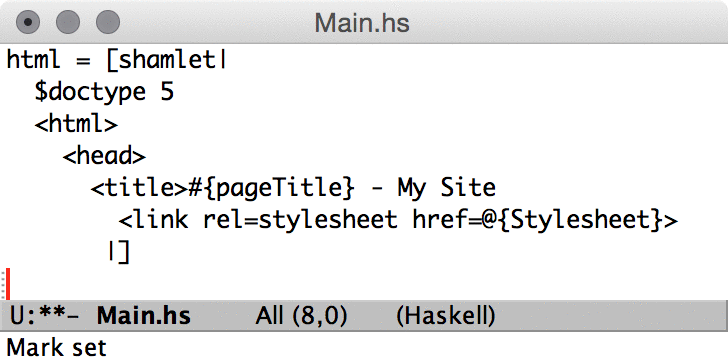 Main.hs
html = [shamlet|
  $doctype 5
  <html>
    <head>
      <title>#{pageTitle} - My Site
        <link rel=stylesheet href=@{Stylesheet}>
       |]
U:**- Main.hs All (8,0) (Haskell)
Mark set